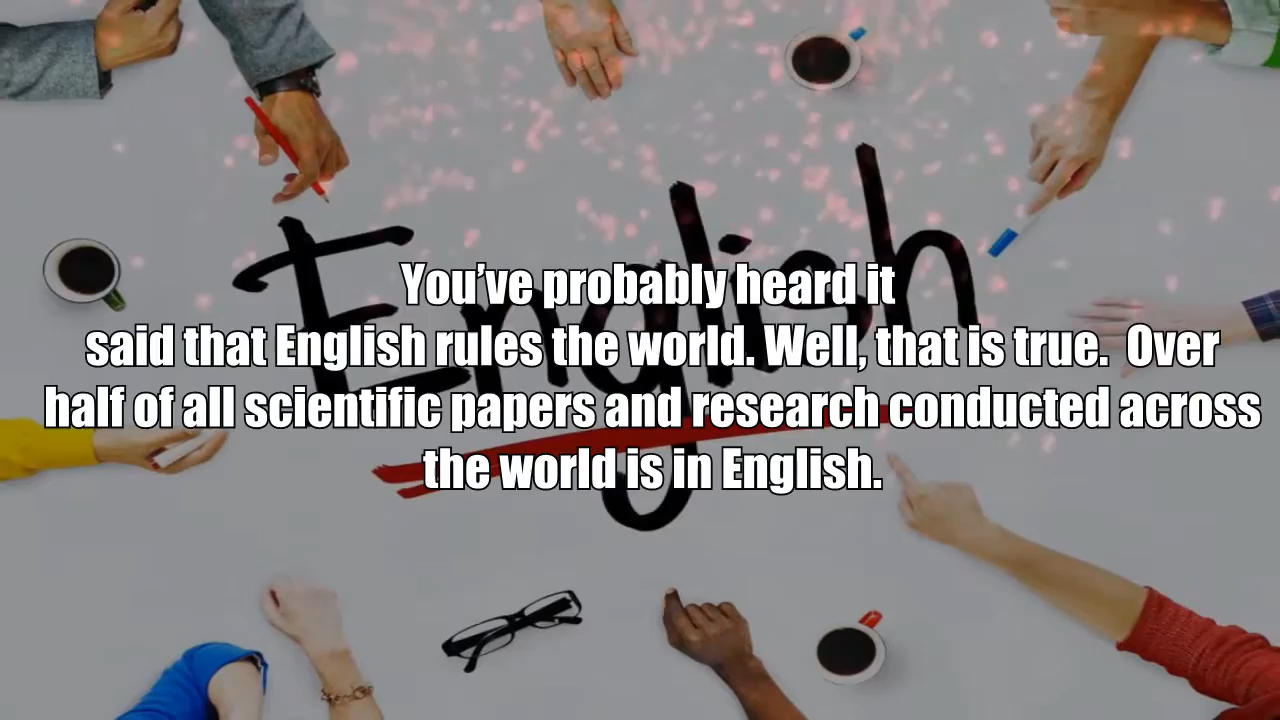 English
You’ve probably heard it
said that English rules the world. Well, that is true.  Over
half of all scientific papers and research conducted across
the world is in English.